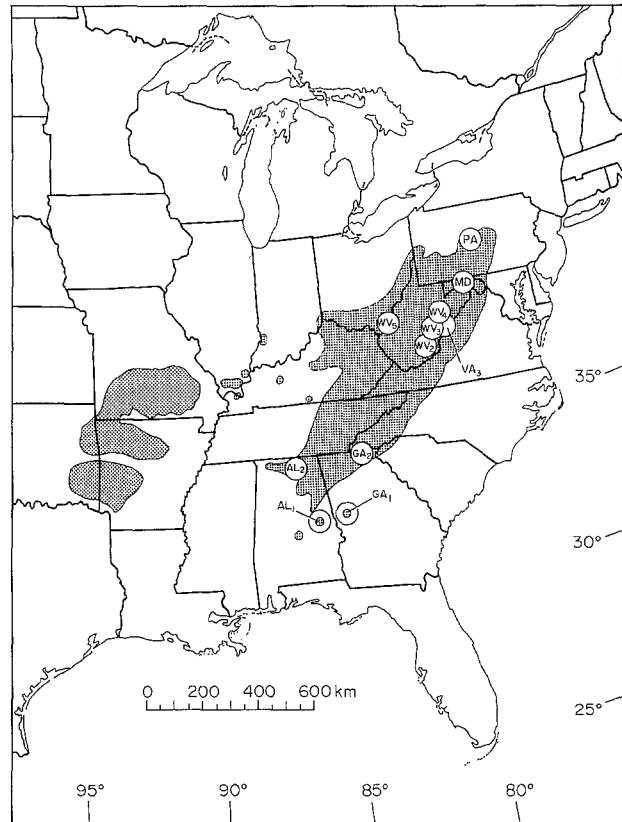 PA
MD
WV₄
WV₅
WV₃
WV₂
VA₃
35°
GA₂
AL₂
GA₁
AL₁
30°
0 200 400 600 km
25°
95° 90° 85° 80°